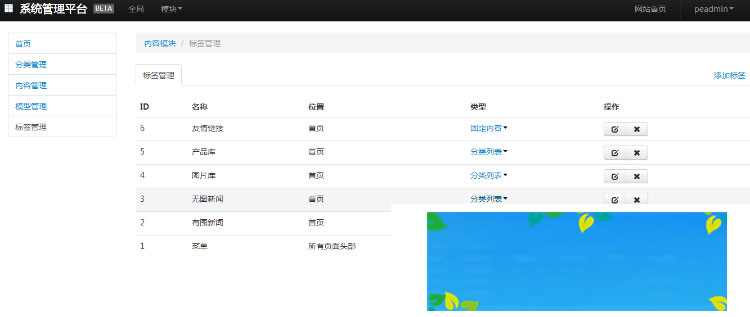 系统管理平台 BETA 全局 模块 网站首页 peadmin
首页
分类管理
内容管理
模型管理
标签管理
内容模块 / 标签管理
标签管理 添加标签
ID 名称 位置 类型 操作
6 友情链接 首页 固定内容
5 产品库 首页 分类列表
4 图片库 首页 分类列表
3 无图新闻 首页 分类列表
2 有图新闻 首页
1 菜单 所有页面头部